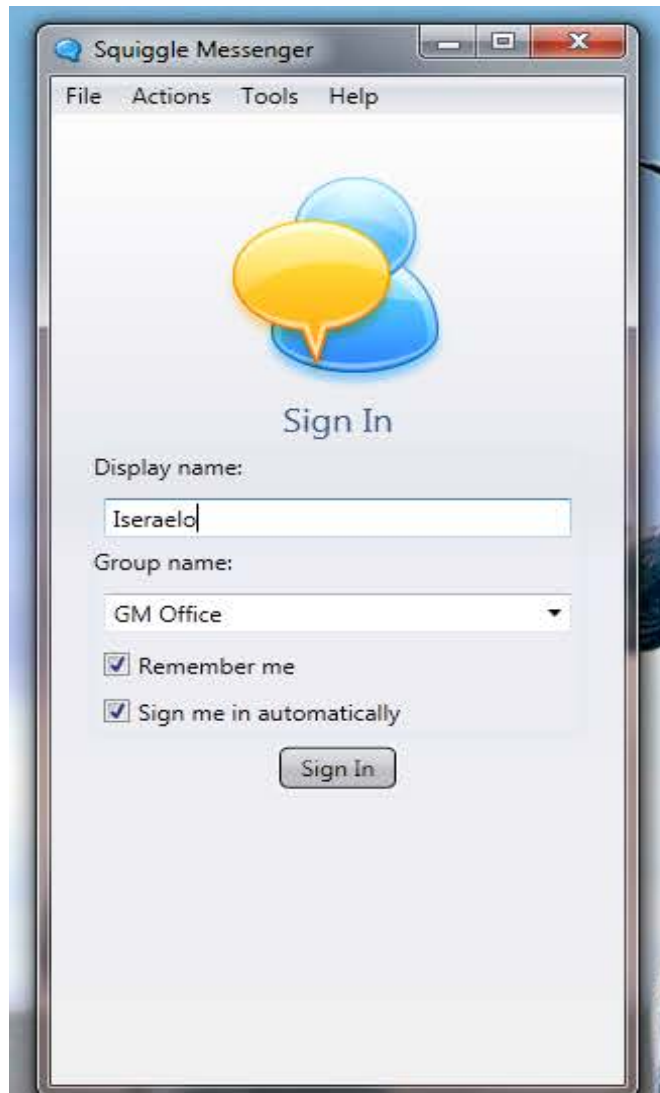 Squiggle Messenger
File Actions Tools Help
Sign In
Display name:
Iseraelo
Group name:
GM Office
Remember me
Sign me in automatically
Sign In